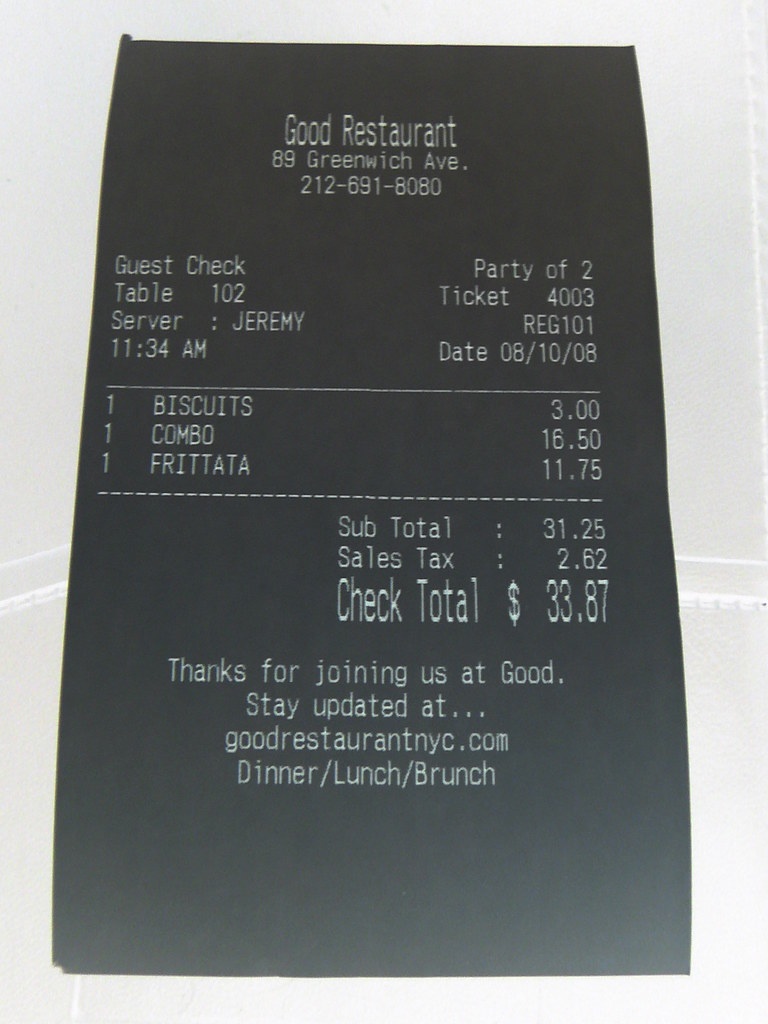 Good Restaurant
89 Greenwich Ave.
212-691-8080
Guest Check Party of 2
Table 102 Ticket 4003
Server : JEREMY REG101
11:34 AM Date 08/10/08
1 BISCUITS 3.00
1 COMBO 16.50
1 FRITTATA 11.75
Sub Total : 31.25
Sales Tax : 2.62
Check Total $ 33.87
Thanks for joining us at Good.
Stay updated at...
goodrestaurantnyc.com
Dinner/Lunch/Brunch